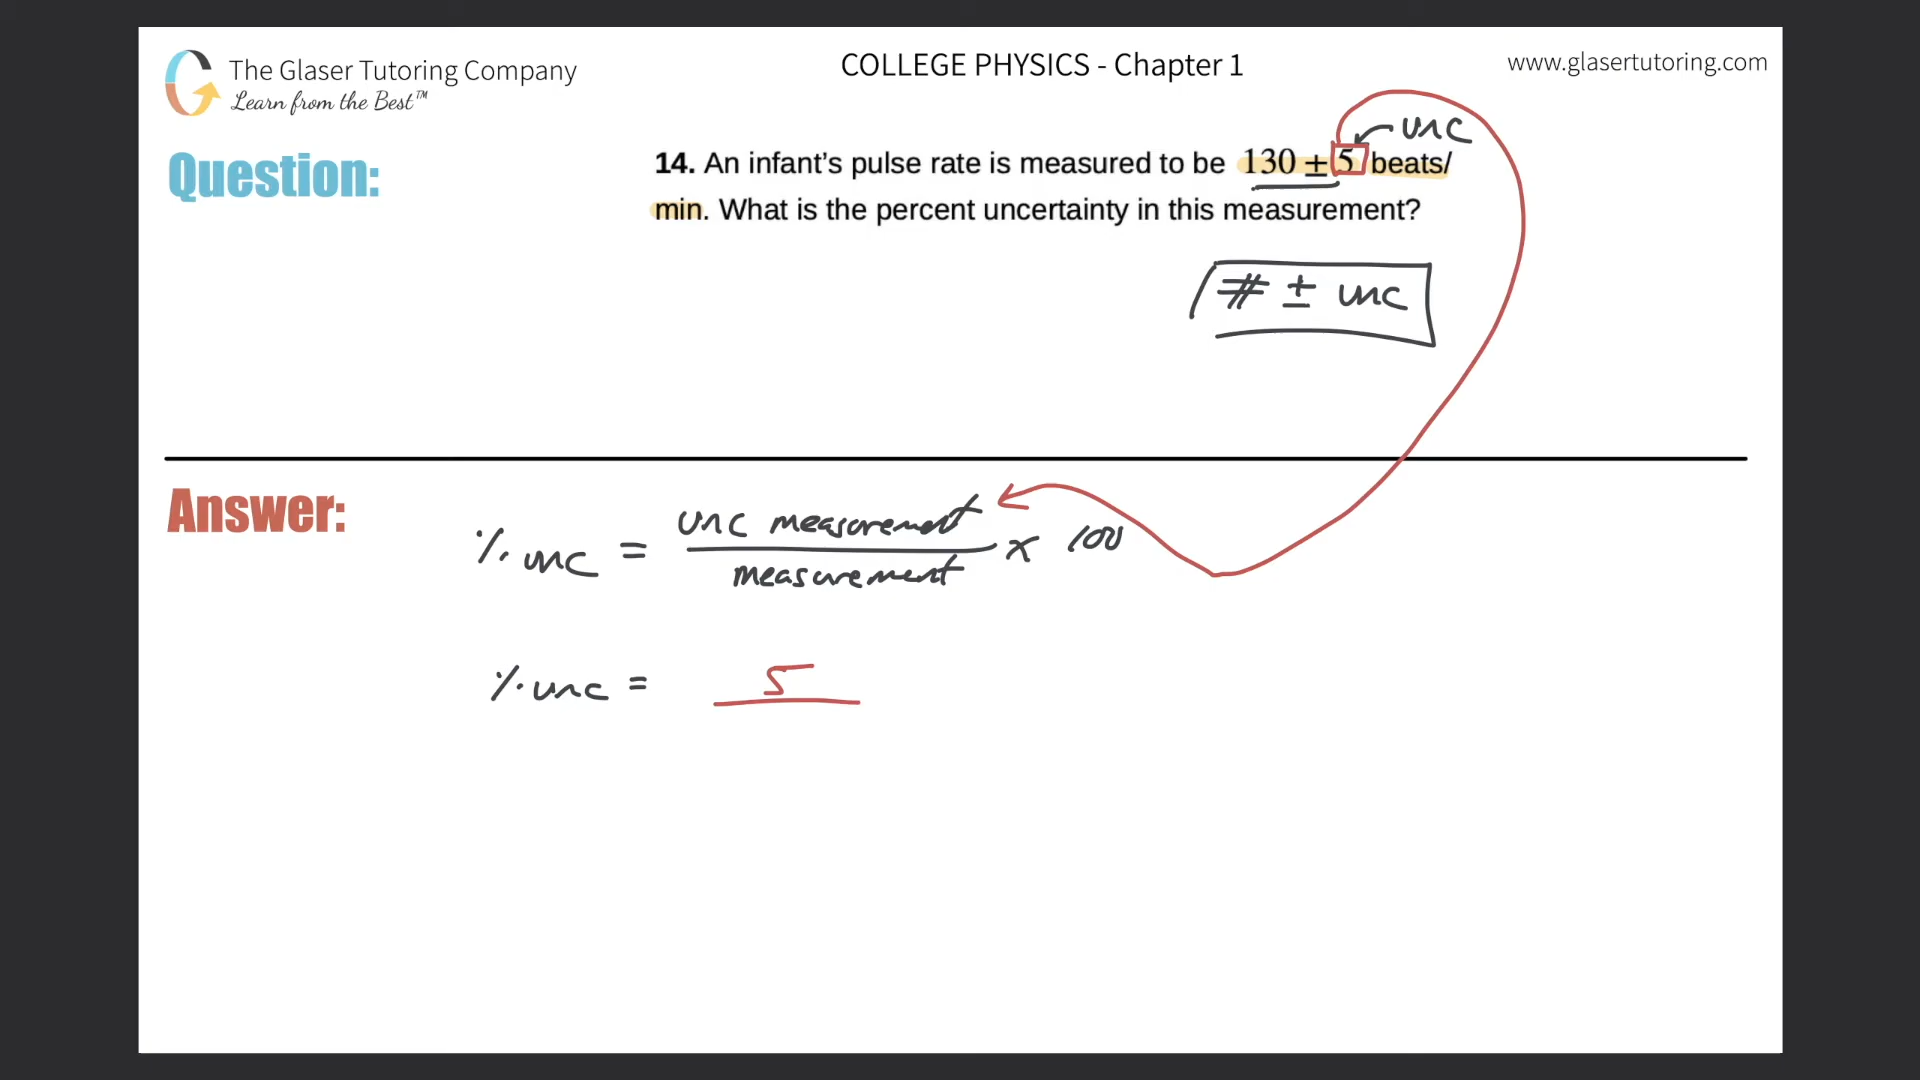 The Glaser Tutoring Company
Learn from the Best™
COLLEGE PHYSICS - Chapter 1
www.glasertutoring.com
Question:
unc
14. An infant's pulse rate is measured to be 130 ± 5 beats/
min. What is the percent uncertainty in this measurement?
# ± unc
Answer:
% unc = unc measurement / measurement x 100
% unc = 5